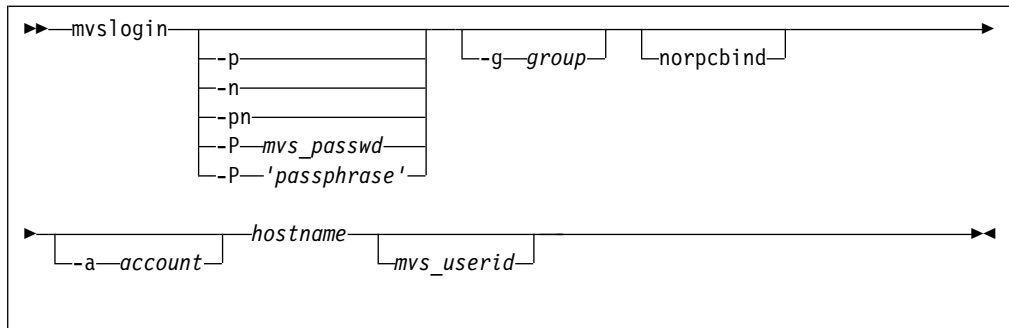 mvslogin
-p
-n
-pn
-P mvs_passwd
-P 'passphrase'
-g group
norpcbind
-a account
hostname
mvs_userid